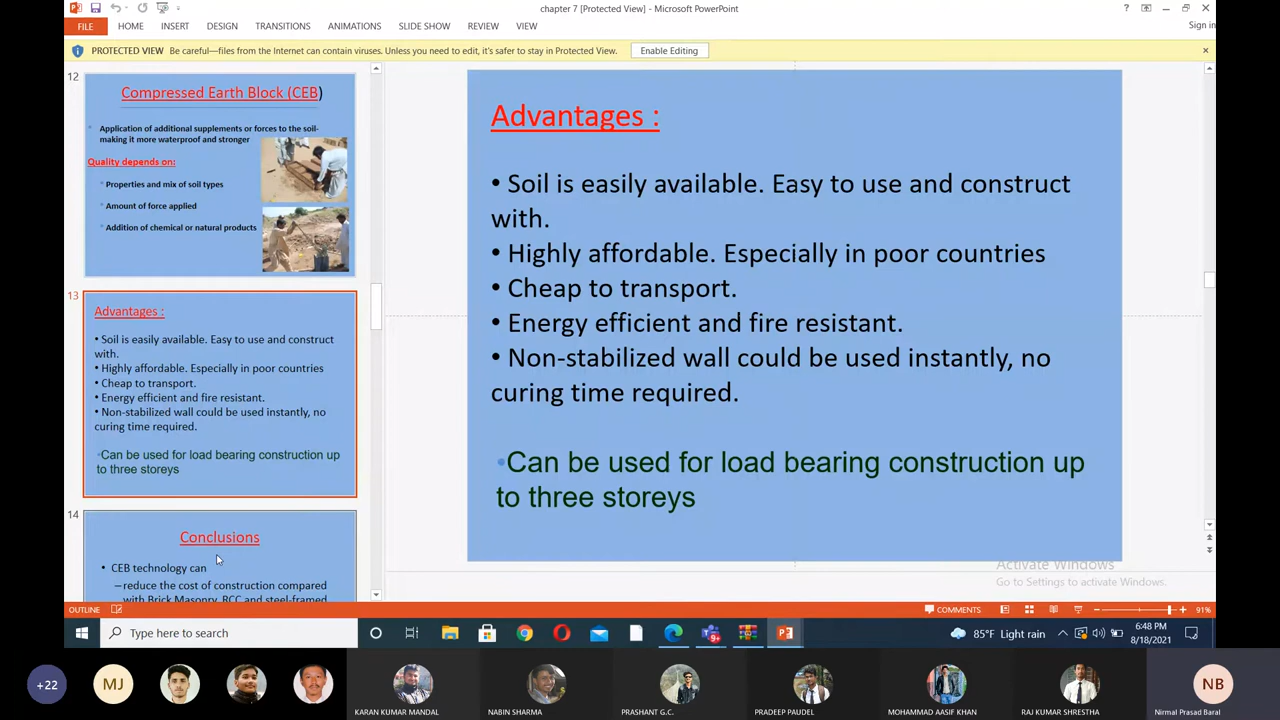 chapter 7 [Protected View] - Microsoft PowerPoint
Sign in
FILE HOME INSERT DESIGN TRANSITIONS ANIMATIONS SLIDE SHOW REVIEW VIEW
PROTECTED VIEW Be careful—files from the Internet can contain viruses. Unless you need to edit, it's safer to stay in Protected View. Enable Editing
12
Compressed Earth Block (CEB)
Application of additional supplements or forces to the soil-
making it more waterproof and stronger
Quality depends on:
Properties and mix of soil types
Amount of force applied
Addition of chemical or natural products
13
Advantages :
• Soil is easily available. Easy to use and construct
with.
• Highly affordable. Especially in poor countries
• Cheap to transport.
• Energy efficient and fire resistant.
• Non-stabilized wall could be used instantly, no
curing time required.
•Can be used for load bearing construction up
to three storeys
14
Conclusions
• CEB technology can
–reduce the cost of construction compared
with Brick Masonry, RCC and steel-framed
Advantages :
• Soil is easily available. Easy to use and construct
with.
• Highly affordable. Especially in poor countries
• Cheap to transport.
• Energy efficient and fire resistant.
• Non-stabilized wall could be used instantly, no
curing time required.
•Can be used for load bearing construction up
to three storeys
Activate Windows
Go to Settings to activate Windows.
OUTLINE
COMMENTS
91%
Type here to search
85°F Light rain
6:48 PM
8/18/2021
+22
MJ
KARAN KUMAR MANDAL
NABIN SHARMA
PRASHANT G.C.
PRADEEP PAUDEL
MOHAMMAD AASIF KHAN
RAJ KUMAR SHRESTHA
NB
Nirmal Prasad Baral